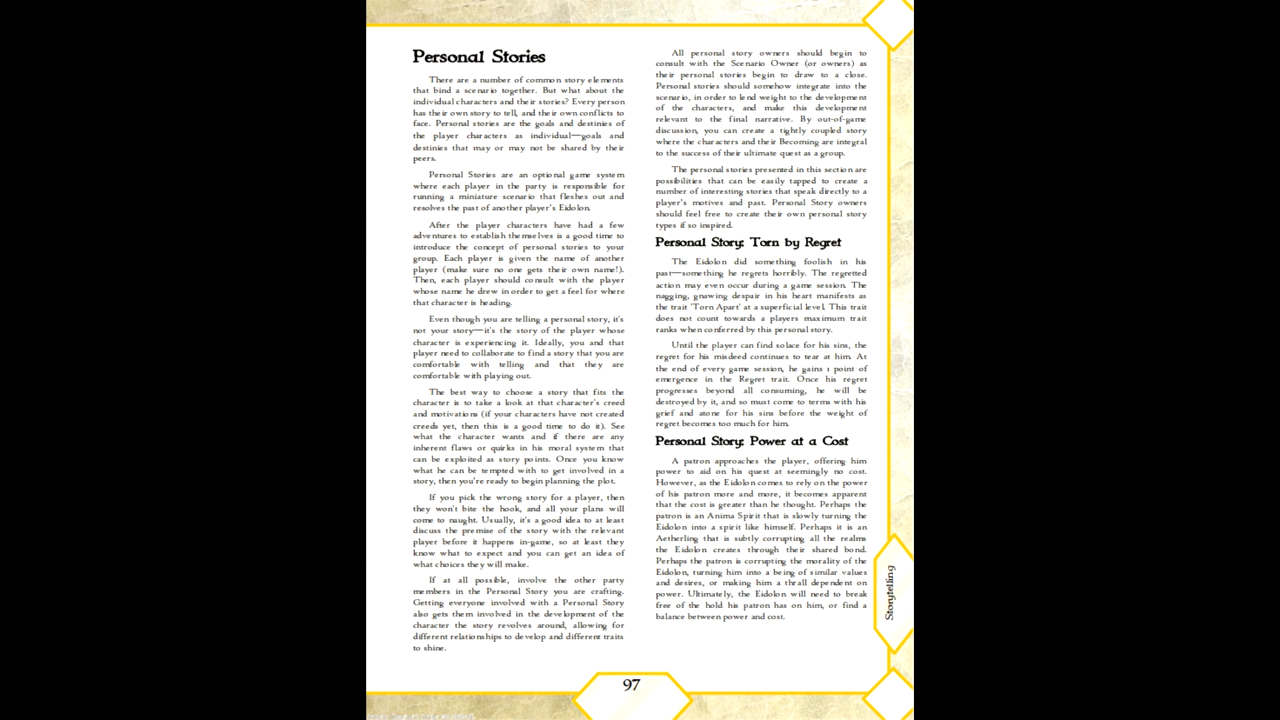 Personal Stories
There are a number of common story elements
that bind a scenario together. But what about the
individual characters and their stories? Every person
has their own story to tell, and their own conflicts to
face. Personal stories are the goals and destinies of
the player characters as individual—goals and
destinies that may or may not be shared by their
peers.
Personal Stories are an optional game system
where each player in the party is responsible for
running a miniature scenario that fleshes out and
resolves the past of another player's Eidolon.
After the player characters have had a few
adventures to establish themselves is a good time to
introduce the concept of personal stories to your
group. Each player is given the name of another
player (make sure no one gets their own name!).
Then, each player should consult with the player
whose name he drew in order to get a feel for where
that character is heading.
Even though you are telling a personal story, it's
not your story—it's the story of the player whose
character is experiencing it. Ideally, you and that
player need to collaborate to find a story that you are
comfortable with telling and that they are
comfortable with playing out.
The best way to choose a story that fits the
character is to take a look at that character's creed
and motivations (if your characters have not created
creeds yet, then this is a good time to do it). See
what the character wants and if there are any
inherent flaws or quirks in his moral system that
can be exploited as story points. Once you know
what he can be tempted with to get involved in a
story, then you're ready to begin planning the plot.
If you pick the wrong story for a player, then
they won't bite the hook, and all your plans will
come to naught. Usually, it's a good idea to at least
discuss the premise of the story with the relevant
player before it happens in-game, so at least they
know what to expect and you can get an idea of
what choices they will make.
If at all possible, involve the other party
members in the Personal Story you are crafting.
Getting everyone involved with a Personal Story
also gets them involved in the development of the
character the story revolves around, allowing for
different relationships to develop and different traits
to shine.
All personal story owners should begin to
consult with the Scenario Owner (or owners) as
their personal stories begin to draw to a close.
Personal stories should somehow integrate into the
scenario, in order to lend weight to the development
of the characters, and make this development
relevant to the final narrative. By out-of-game
discussion, you can create a tightly coupled story
where the characters and their Becoming are integral
to the success of their ultimate quest as a group.
The personal stories presented in this section are
possibilities that can be easily tapped to create a
number of interesting stories that speak directly to a
player's motives and past. Personal Story owners
should feel free to create their own personal story
types if so inspired.
Personal Story: Torn by Regret
The Eidolon did something foolish in his
past—something he regrets horribly. The regretted
action may even occur during a game session. The
nagging, gnawing despair in his heart manifests as
the trait 'Torn Apart' at a superficial level. This trait
does not count towards a players maximum trait
ranks when conferred by this personal story.
Until the player can find solace for his sins, the
regret for his misdeed continues to tear at him. At
the end of every game session, he gains 1 point of
emergence in the Regret trait. Once his regret
progresses beyond all consuming, he will be
destroyed by it, and so must come to terms with his
grief and atone for his sins before the weight of
regret becomes too much for him.
Personal Story: Power at a Cost
A patron approaches the player, offering him
power to aid on his quest at seemingly no cost.
However, as the Eidolon comes to rely on the power
of his patron more and more, it becomes apparent
that the cost is greater than he thought. Perhaps the
patron is an Anima Spirit that is slowly turning the
Eidolon into a spirit like himself. Perhaps it is an
Aetherling that is subtly corrupting all the realms
the Eidolon creates through their shared bond.
Perhaps the patron is corrupting the morality of the
Eidolon, turning him into a being of similar values
and desires, or making him a thrall dependent on
power. Ultimately, the Eidolon will need to break
free of the hold his patron has on him, or find a
balance between power and cost.
Storytelling
97